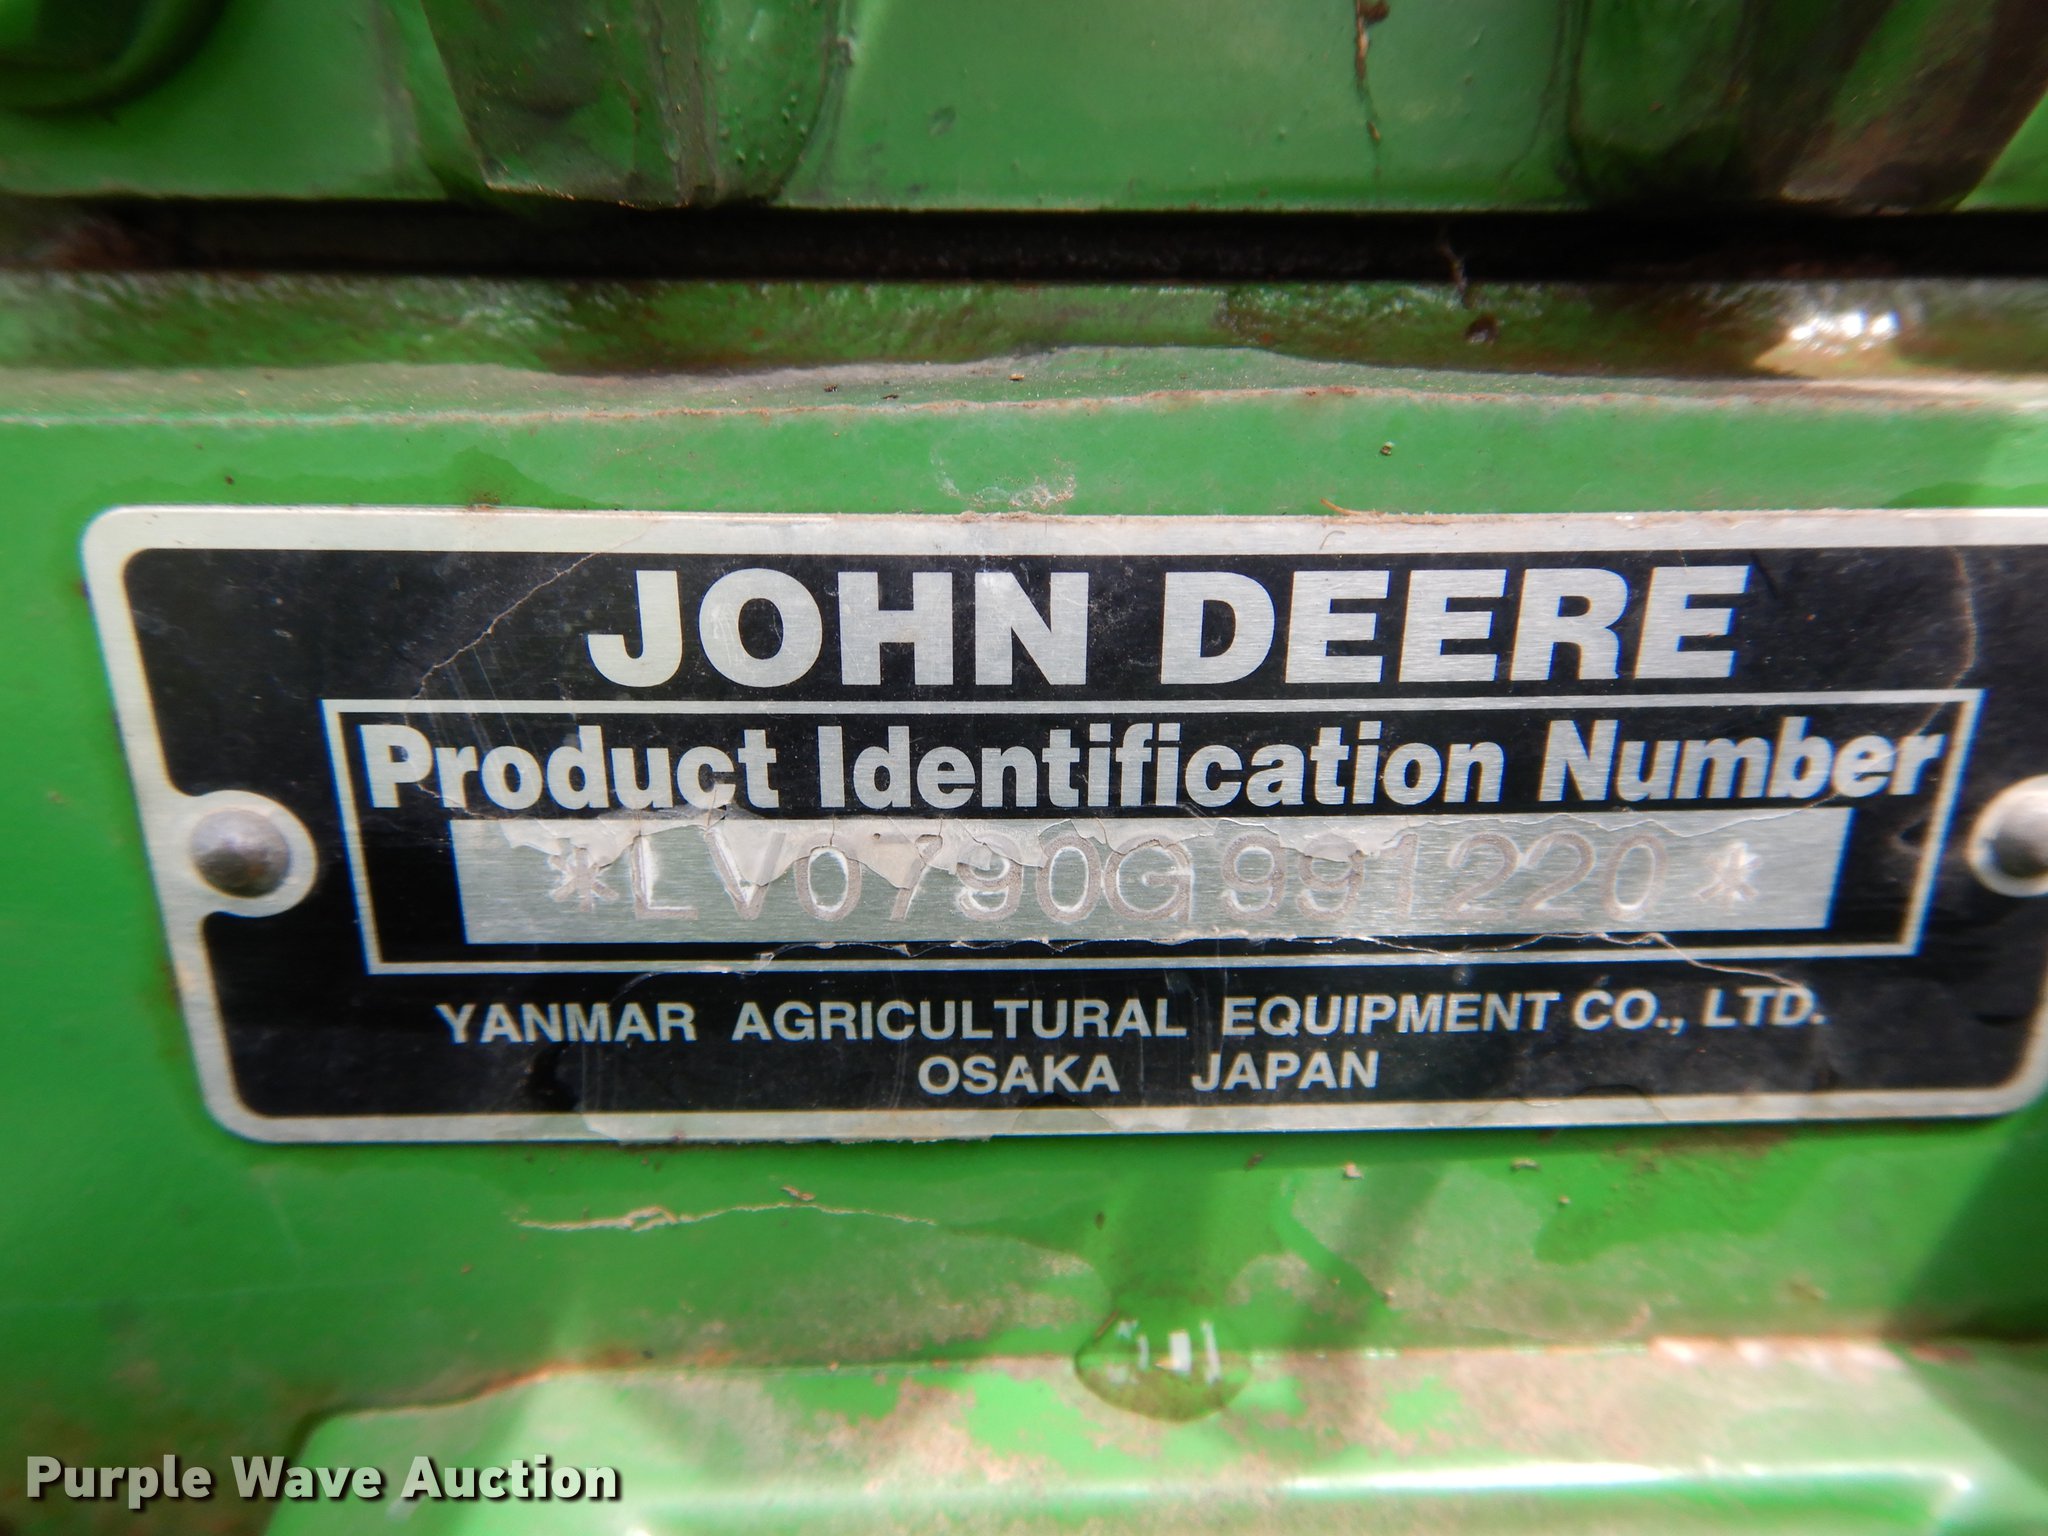 JOHN DEERE
Product Identification Number
*LV0790G991220*
YANMAR AGRICULTURAL EQUIPMENT CO., LTD.
OSAKA JAPAN
Purple Wave Auction